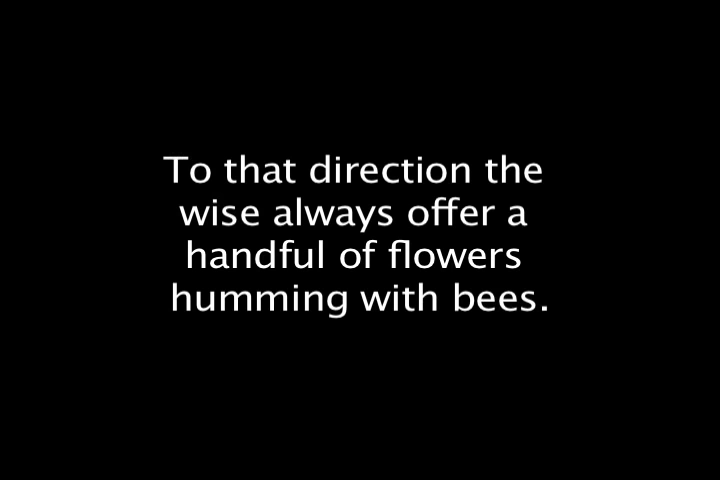 To that direction the
wise always offer a
handful of flowers
humming with bees.